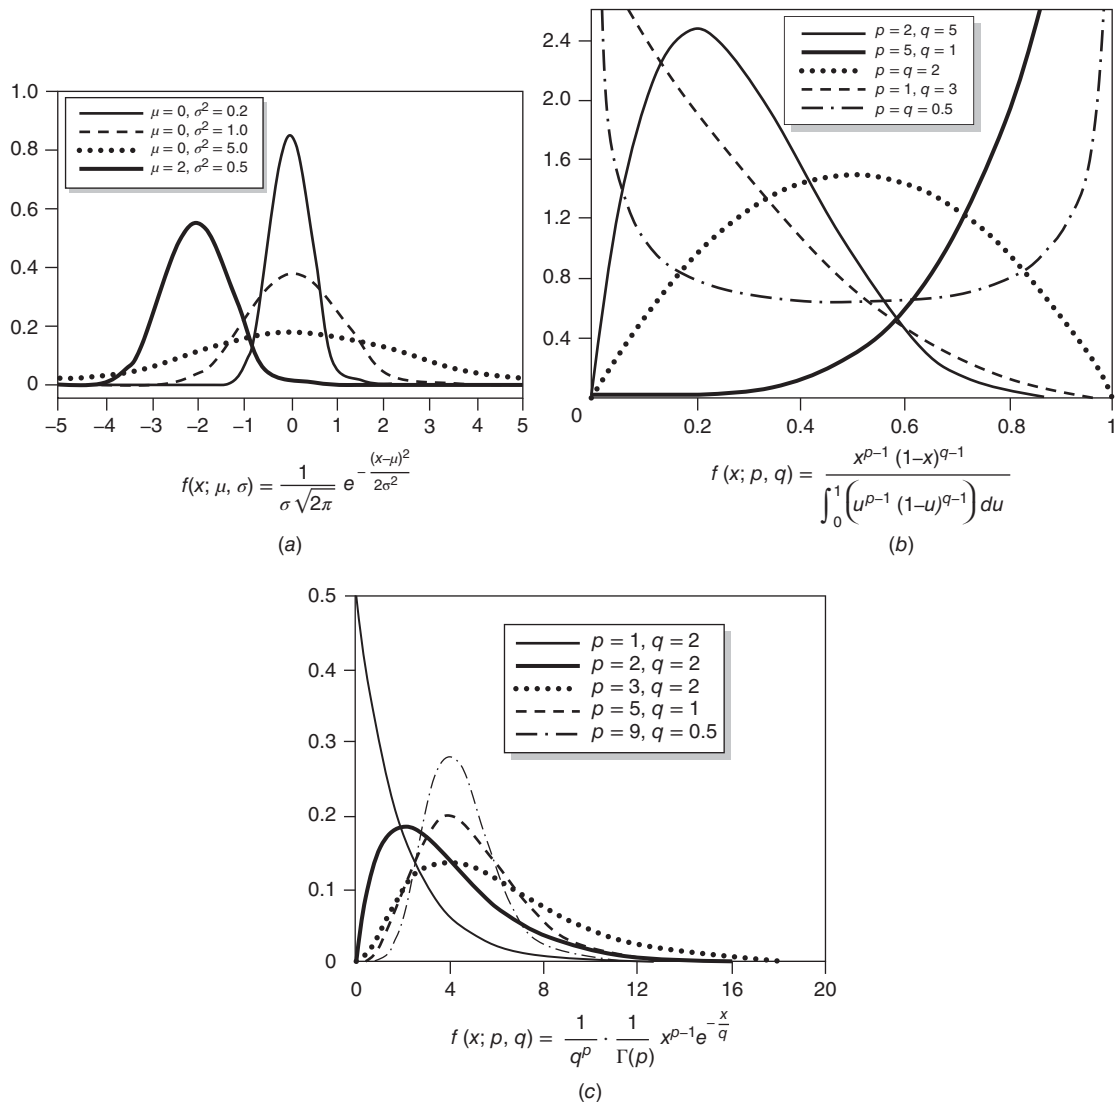 1.0
0.8
0.6
0.4
0.2
0
μ = 0, σ² = 0.2
μ = 0, σ² = 1.0
μ = 0, σ² = 5.0
μ = 2, σ² = 0.5
−5 −4 −3 −2 −1 0 1 2 3 4 5
f(x; μ, σ) = 1/(σ√2π) e^−(x–μ)²/2σ²
(a)
2.4
2.0
1.6
1.2
0.8
0.4
0
p = 2, q = 5
p = 5, q = 1
p = q = 2
p = 1, q = 3
p = q = 0.5
0.2 0.4 0.6 0.8 1
f (x; p, q) = x^p–1 (1–x)^q–1 / ∫₀¹ (u^p–1 (1–u)^q–1) du
(b)
0.5
0.4
0.3
0.2
0.1
0
p = 1, q = 2
p = 2, q = 2
p = 3, q = 2
p = 5, q = 1
p = 9, q = 0.5
0 4 8 12 16 20
f (x; p, q) = 1/q^p · 1/Γ(p) x^p–1 e^−x/q
(c)